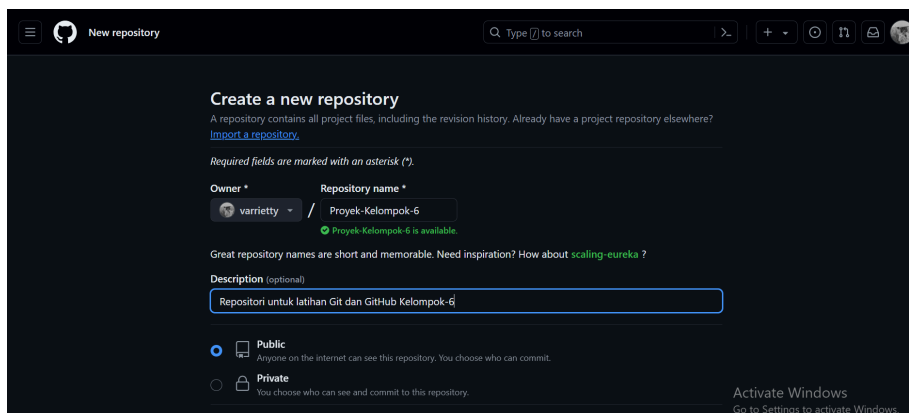 New repository
Type / to search
Create a new repository
A repository contains all project files, including the revision history. Already have a project repository elsewhere?
Import a repository.
Required fields are marked with an asterisk (*).
Owner * Repository name *
varrietty / Proyek-Kelompok-6
Proyek-Kelompok-6 is available.
Great repository names are short and memorable. Need inspiration? How about scaling-eureka ?
Description (optional)
Repositori untuk latihan Git dan GitHub Kelompok-6
Public
Anyone on the internet can see this repository. You choose who can commit.
Private
You choose who can see and commit to this repository.
Activate Windows
Go to Settings to activate Windows.